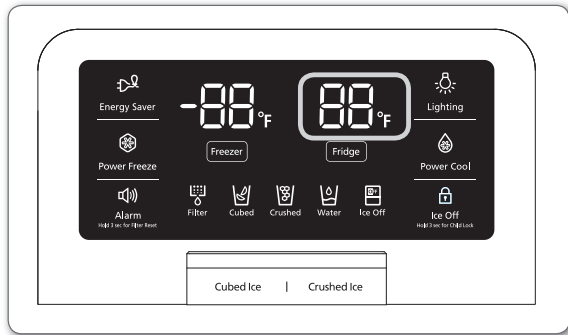 Energy Saver
-88°F
88°F
Lighting
Power Freeze
Freezer
Fridge
Power Cool
Alarm
Hold 3 sec for Filter Reset
Filter
Cubed
Crushed
Water
Ice Off
Ice Off
Hold 3 sec for Child Lock
Cubed Ice | Crushed Ice